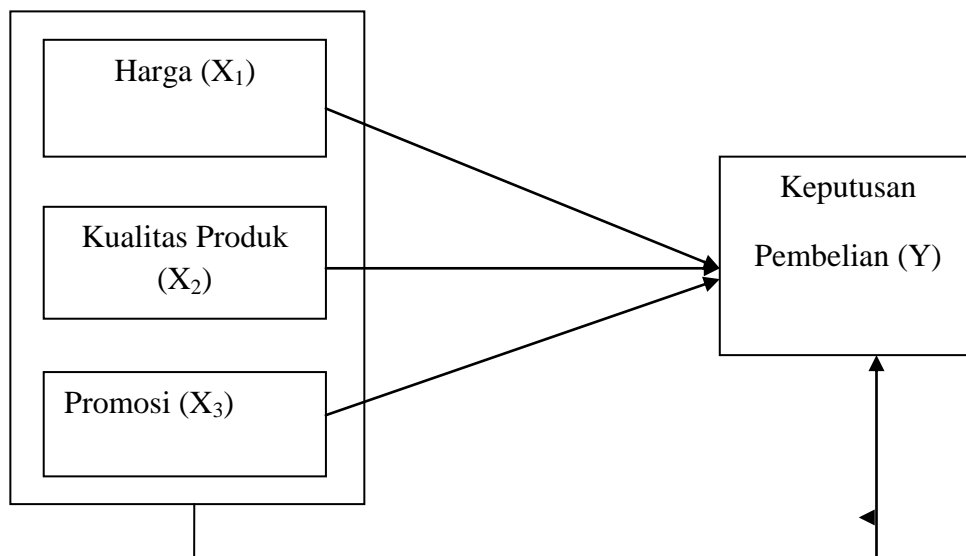 Harga (X₁)
Kualitas Produk
(X₂)
Promosi (X₃)
Keputusan
Pembelian (Y)